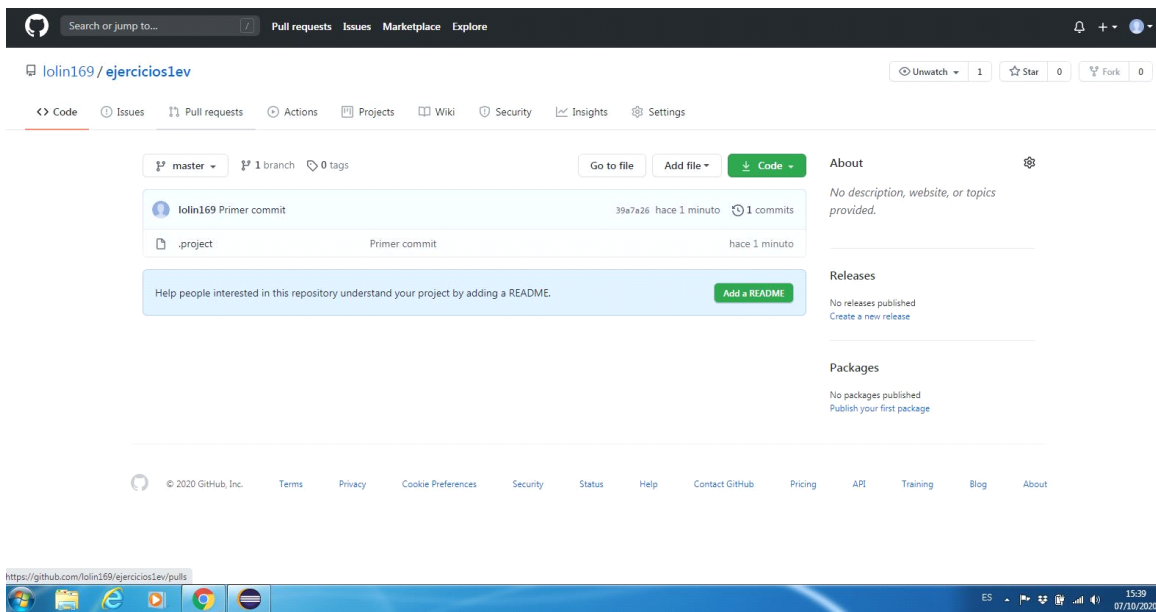 Search or jump to... / Pull requests Issues Marketplace Explore
lolin169 / ejercicios1ev Unwatch 1 Star 0 Fork 0
Code Issues Pull requests Actions Projects Wiki Security Insights Settings
master 1 branch 0 tags Go to file Add file Code About
No description, website, or topics
provided.
lolin169 Primer commit 39a7a26 hace 1 minuto 1 commits
.project Primer commit hace 1 minuto
Releases
Help people interested in this repository understand your project by adding a README. Add a README
No releases published
Create a new release
Packages
No packages published
Publish your first package
© 2020 GitHub, Inc. Terms Privacy Cookie Preferences Security Status Help Contact GitHub Pricing API Training Blog About
https://github.com/lolin169/ejercicios1ev/pulls
ES 15:39
07/10/2020